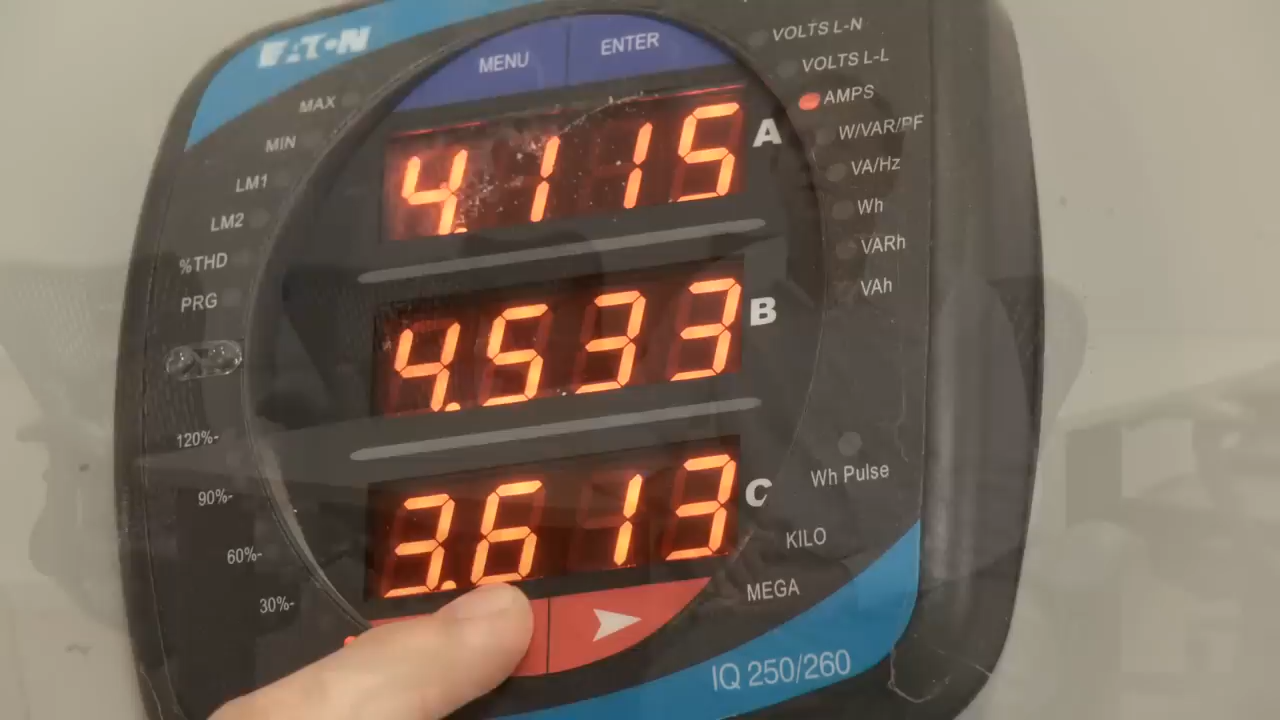 EATON
MENU
ENTER
MAX
MIN
LM1
LM2
%THD
PRG
120%-
90%-
60%-
30%-
4.115
A
4.533
B
3.613
C
VOLTS L-N
VOLTS L-L
AMPS
W/VAR/PF
VA/Hz
Wh
VARh
VAh
Wh Pulse
KILO
MEGA
IQ 250/260